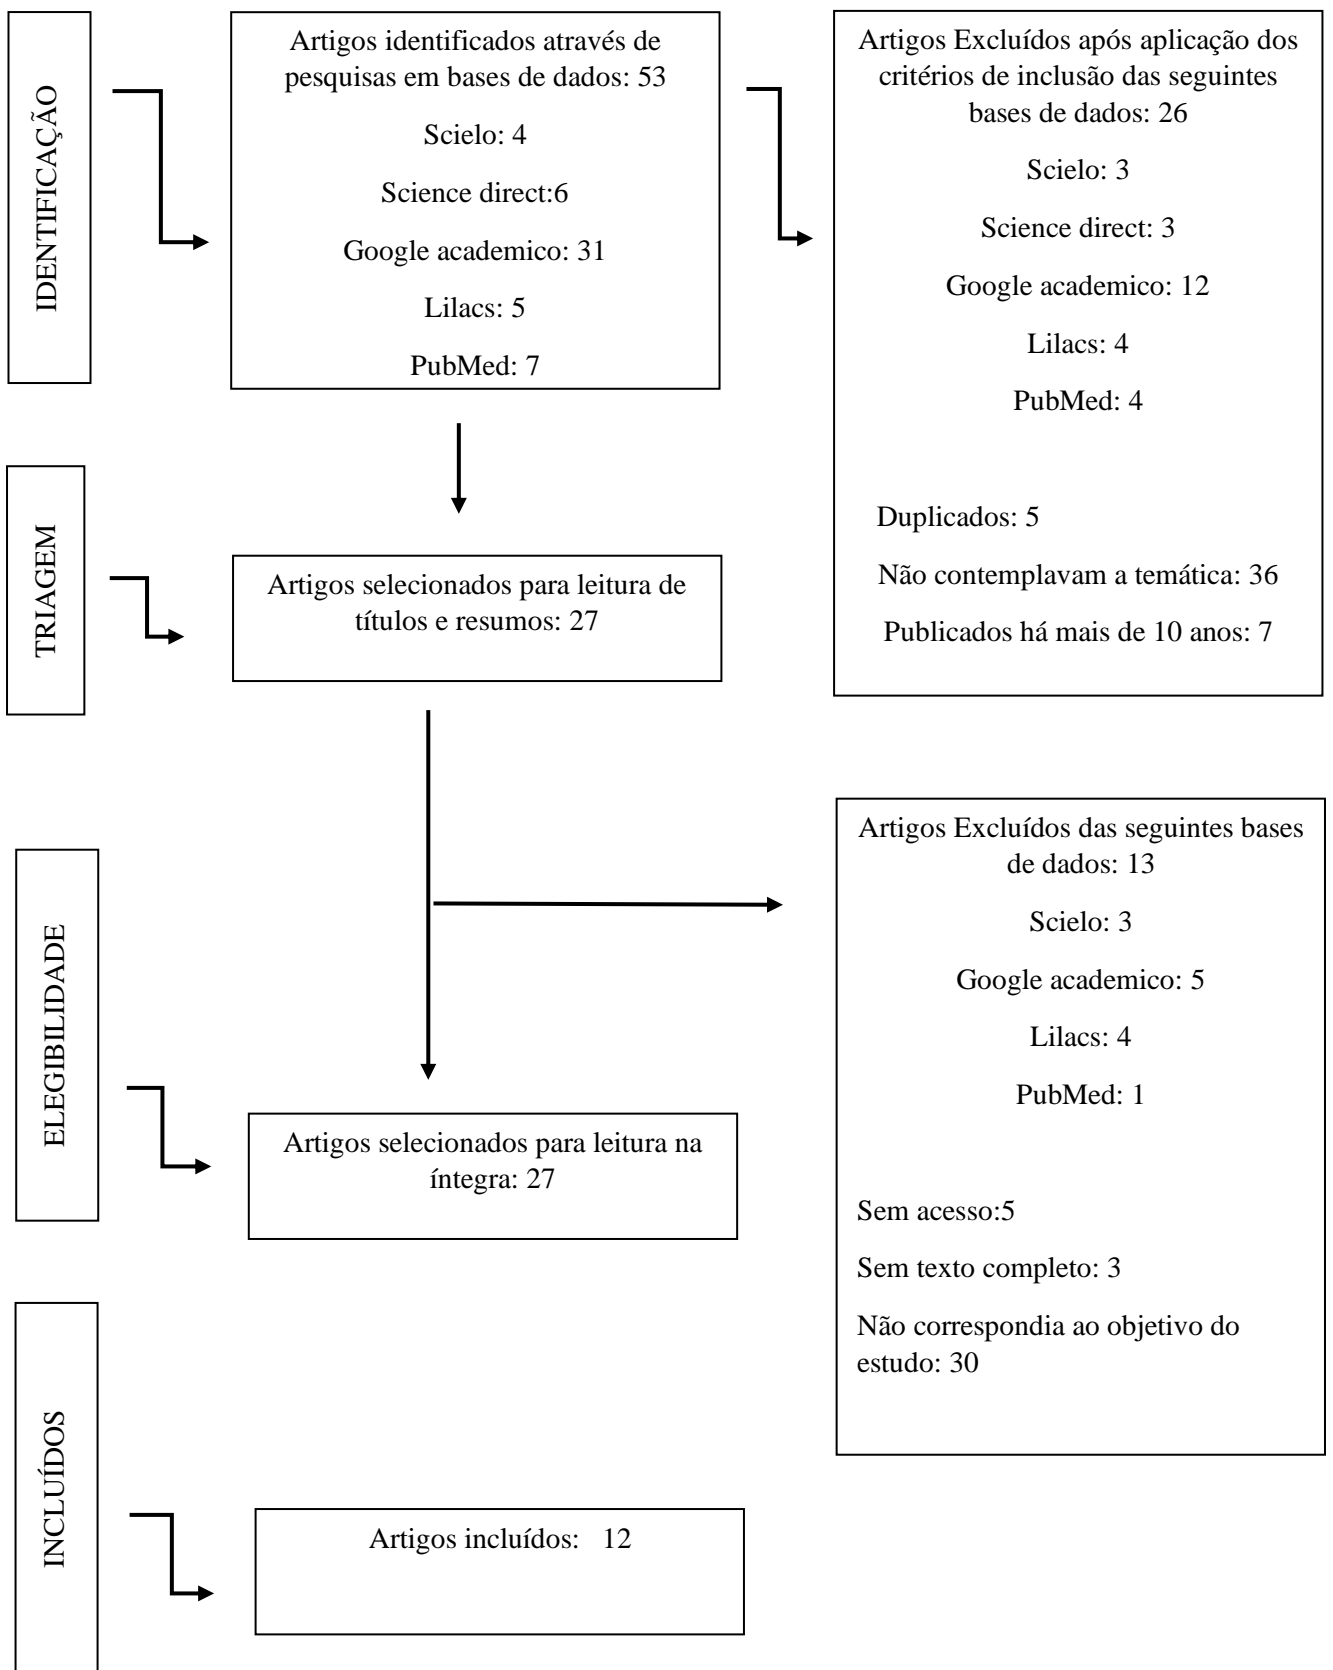 IDENTIFICAÇÃO
Artigos identificados através de
pesquisas em bases de dados: 53
Scielo: 4
Science direct:6
Google academico: 31
Lilacs: 5
PubMed: 7
Artigos Excluídos após aplicação dos
critérios de inclusão das seguintes
bases de dados: 26
Scielo: 3
Science direct: 3
Google academico: 12
Lilacs: 4
PubMed: 4
Duplicados: 5
Não contemplavam a temática: 36
Publicados há mais de 10 anos: 7
TRIAGEM
Artigos selecionados para leitura de
títulos e resumos: 27
ELEGIBILIDADE
Artigos selecionados para leitura na
íntegra: 27
Artigos Excluídos das seguintes bases
de dados: 13
Scielo: 3
Google academico: 5
Lilacs: 4
PubMed: 1
Sem acesso:5
Sem texto completo: 3
Não correspondia ao objetivo do
estudo: 30
INCLUÍDOS
Artigos incluídos: 12